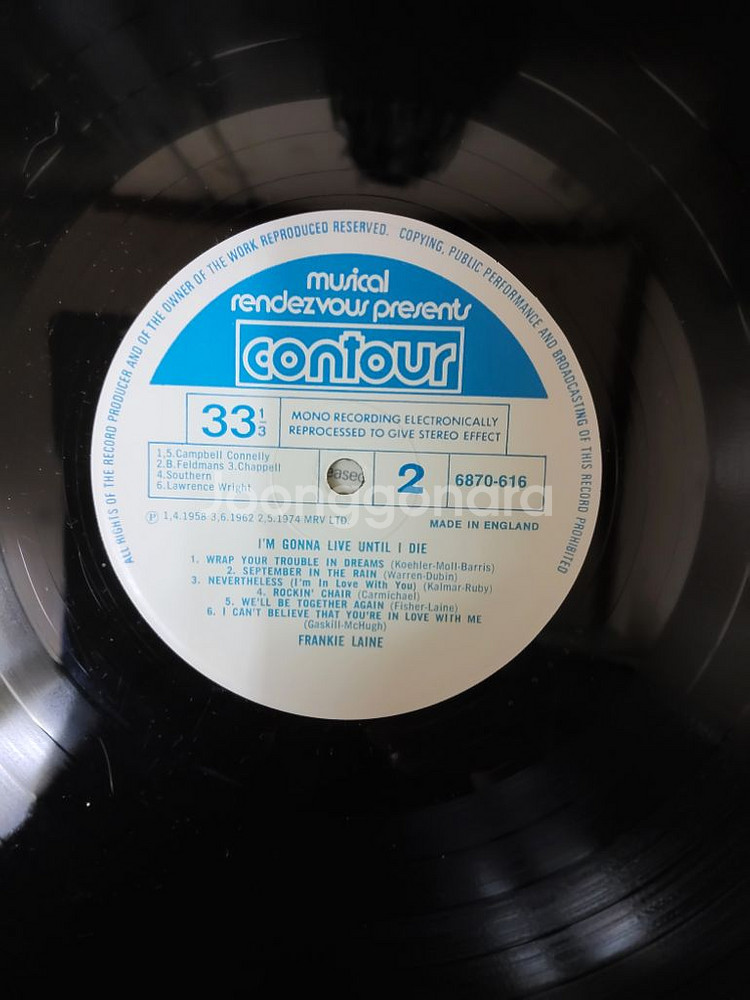 ALL RIGHTS OF THE RECORD PRODUCER AND OF THE OWNER OF THE WORK REPRODUCED RESERVED. COPYING, PUBLIC PERFORMANCE AND BROADCASTING OF THIS RECORD PROHIBITED
musical
rendezvous presents
contour
33 1/3
MONO RECORDING ELECTRONICALLY
REPROCESSED TO GIVE STEREO EFFECT
1,5.Campbell Connelly
2.B.Feldmans 3.Chappell
4.Southern
6.Lawrence Wright
2
6870-616
Joonggonara
Ⓟ 1,4.1958 3,6.1962 2,5.1974 MRV LTD.
MADE IN ENGLAND
I'M GONNA LIVE UNTIL I DIE
1. WRAP YOUR TROUBLE IN DREAMS (Koehler-Moll-Barris)
2. SEPTEMBER IN THE RAIN (Warren-Dubin)
3. NEVERTHELESS (I'm In Love With You) (Kalmar-Ruby)
4. ROCKIN' CHAIR (Carmichael)
5. WE'LL BE TOGETHER AGAIN (Fisher-Laine)
6. I CAN'T BELIEVE THAT YOU'RE IN LOVE WITH ME
(Gaskill-McHugh)
FRANKIE LAINE